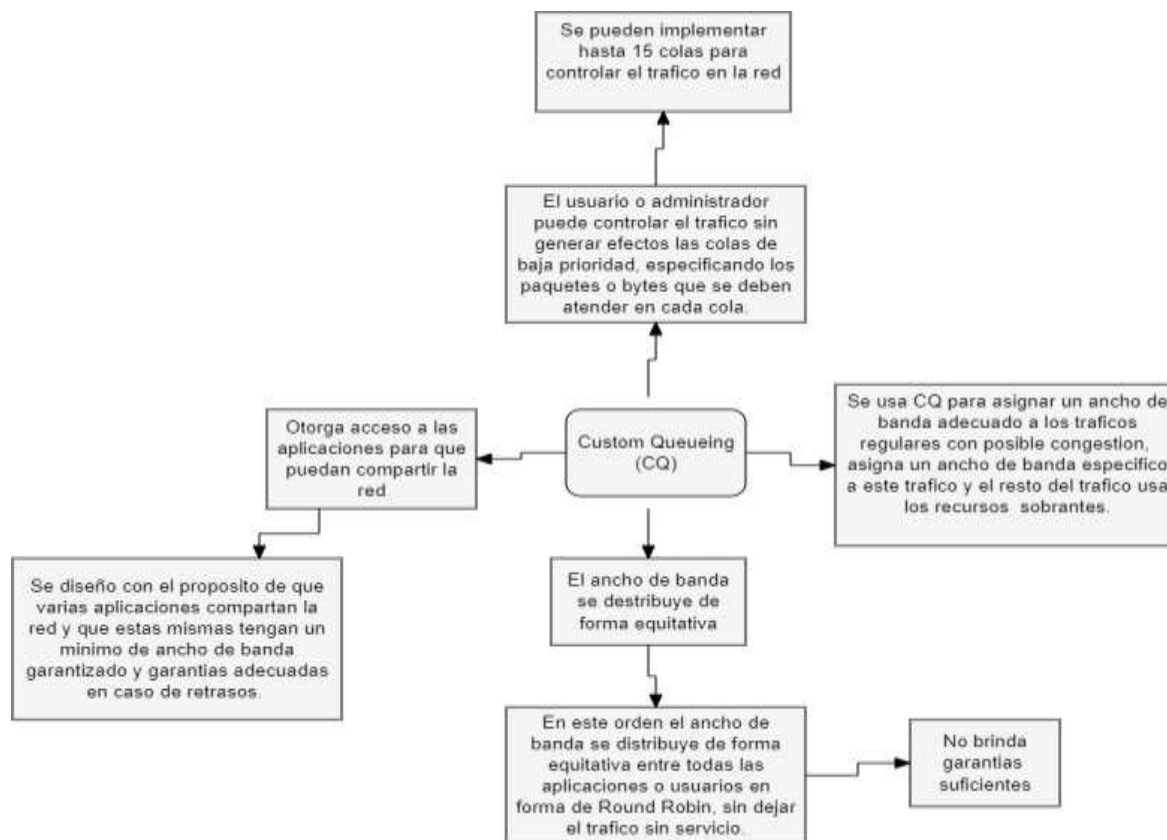 Se pueden implementar
hasta 15 colas para
controlar el trafico en la red
El usuario o administrador
puede controlar el trafico sin
generar efectos las colas de
baja prioridad, especificando los
paquetes o bytes que se deben
atender en cada cola.
Otorga acceso a las
aplicaciones para que
puedan compartir la
red
Custom Queueing
(CQ)
Se usa CQ para asignar un ancho de
banda adecuado a los traficos
regulares con posible congestion,
asigna un ancho de banda especifico
a este trafico y el resto del trafico usa
los recursos sobrantes.
Se diseño con el proposito de que
varias aplicaciones compartan la
red y que estas mismas tengan un
minimo de ancho de banda
garantizado y garantias adecuadas
en caso de retrasos.
El ancho de banda
se destribuye de
forma equitativa
En este orden el ancho de
banda se distribuye de forma
equitativa entre todas las
aplicaciones o usuarios en
forma de Round Robin, sin dejar
el trafico sin servicio.
No brinda
garantias
suficientes